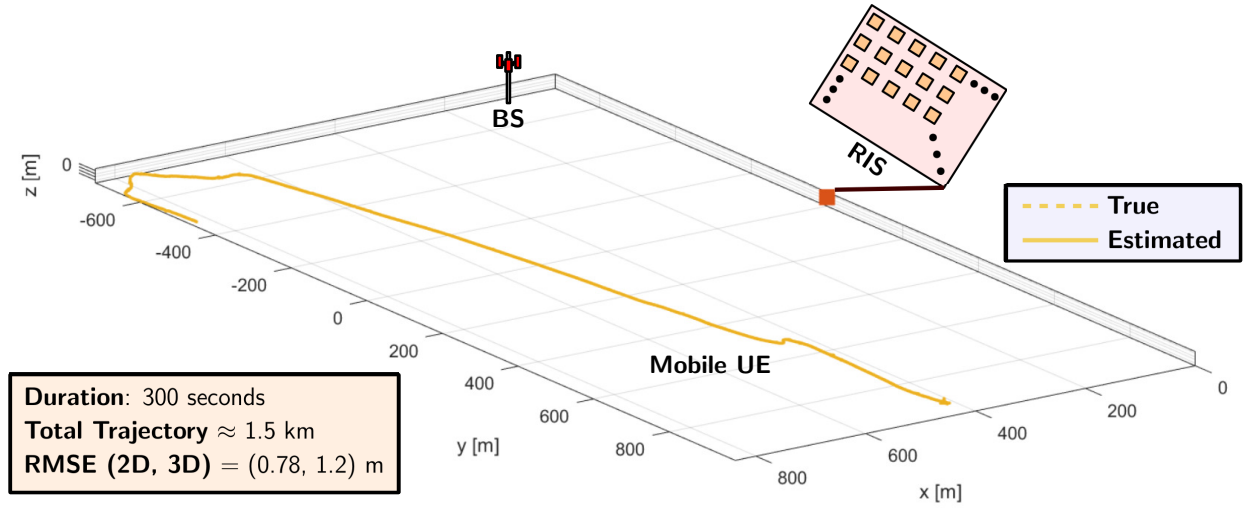 BS
RIS
z [m]
0
-600
-400
-200
0
200
400
600
800
y [m]
800
600
400
200
0
x [m]
Mobile UE
True
Estimated
Duration: 300 seconds
Total Trajectory ≈ 1.5 km
RMSE (2D, 3D) = (0.78, 1.2) m